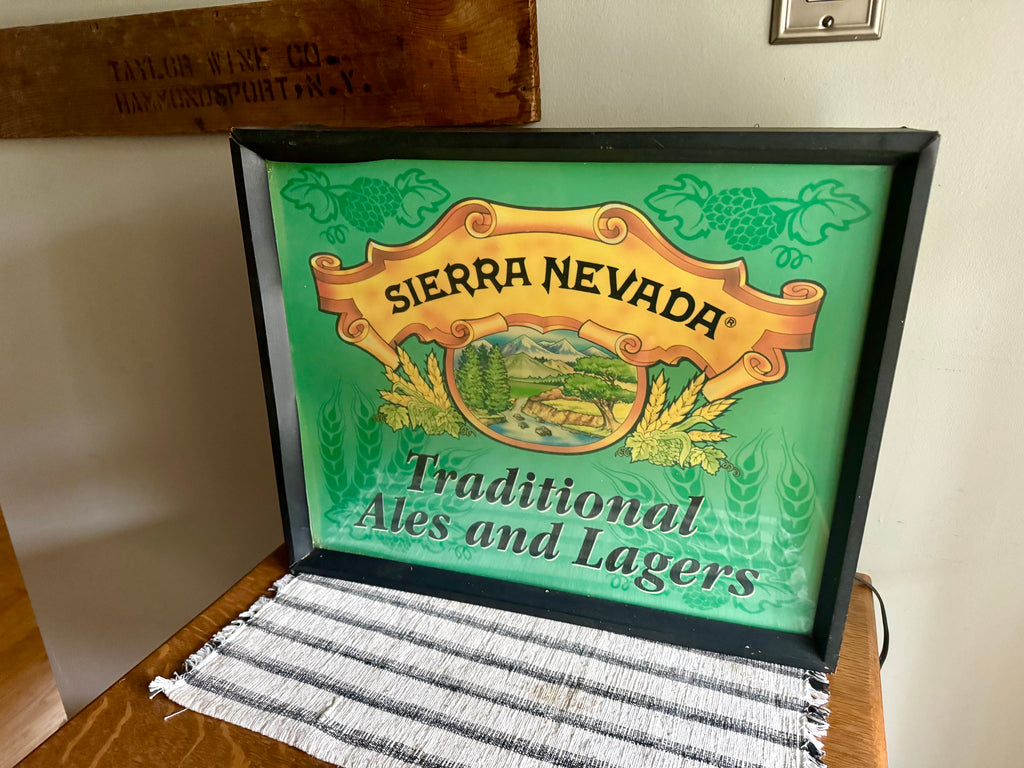 TAYLOR WINE CO.
HAMMONDSPORT, N.Y.
SIERRA NEVADA®
Traditional
Ales and Lagers